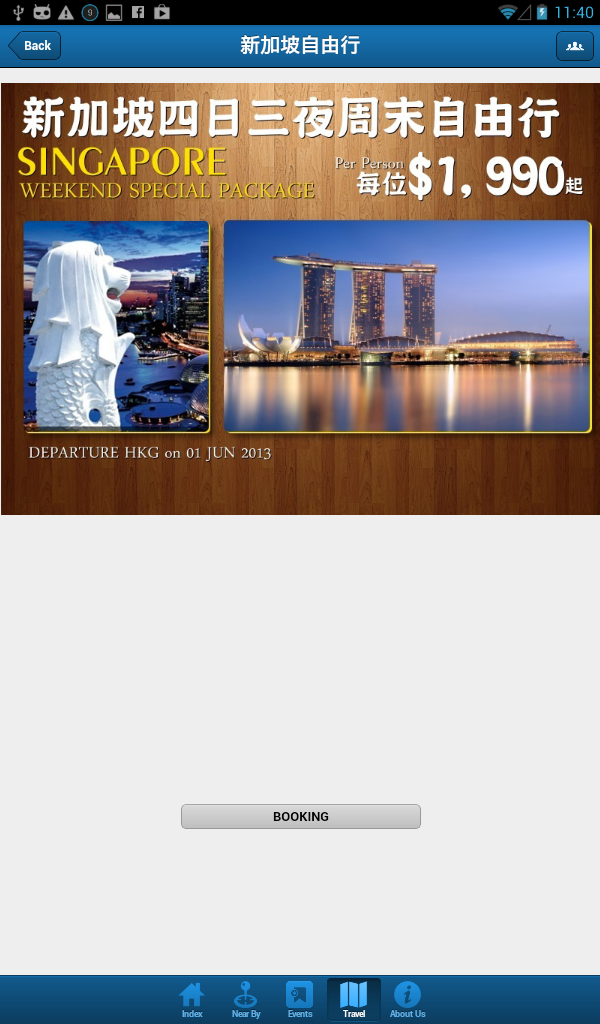 9
11:40
Back
新加坡自由行
新加坡四日三夜周末自由行
SINGAPORE
WEEKEND SPECIAL PACKAGE
Per Person
每位$1,990起
DEPARTURE HKG on 01 JUN 2013
BOOKING
Index Near By Events Travel About Us